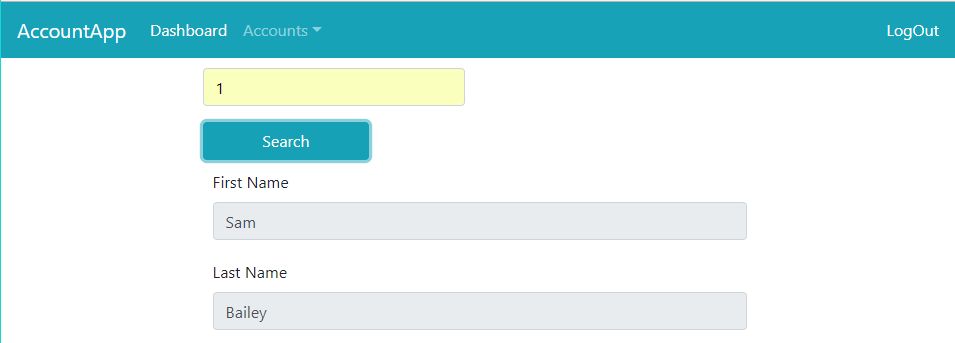 AccountApp Dashboard Accounts LogOut
1
Search
First Name
Sam
Last Name
Bailey